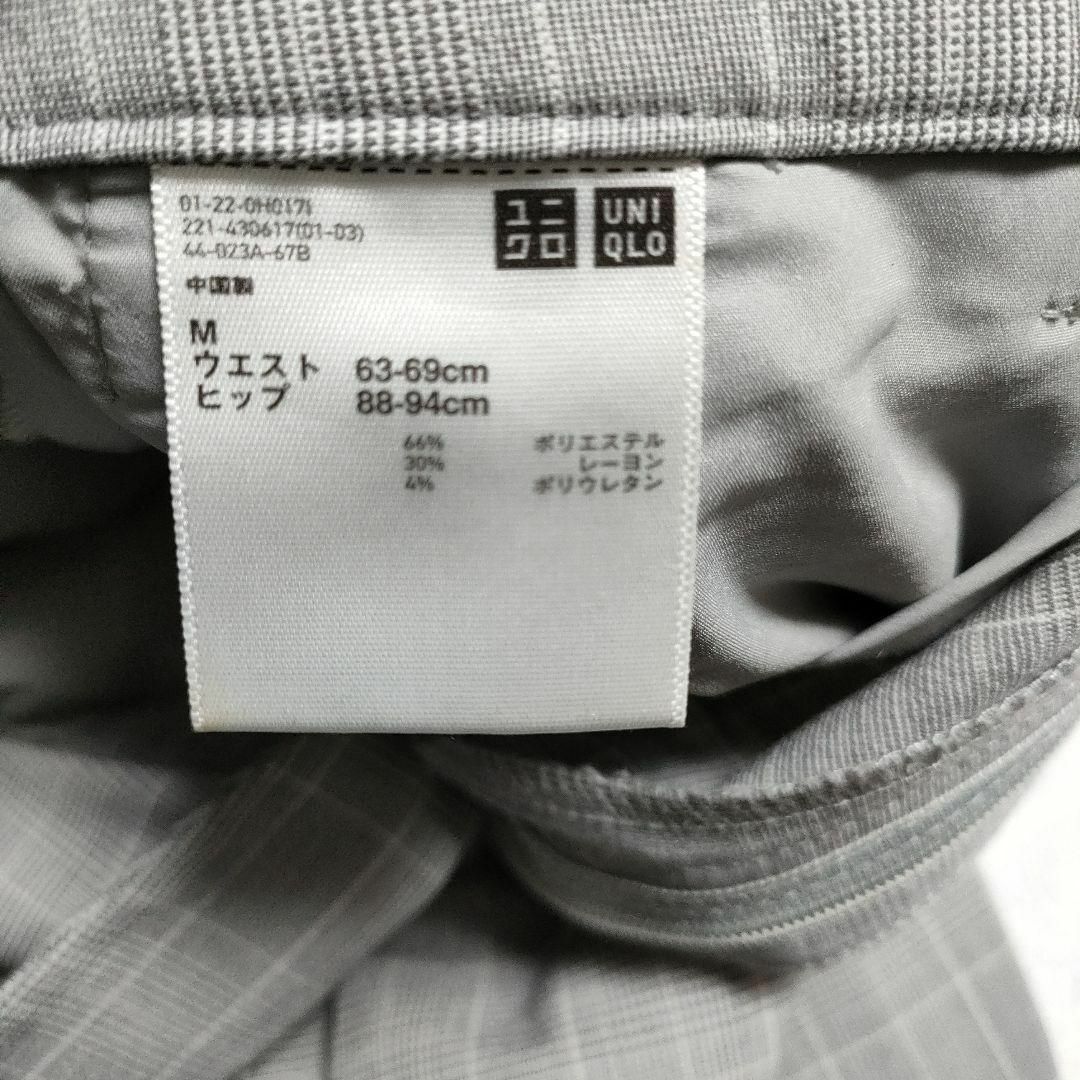 01-22-0H0171
221-430617(01-03)
44-023A-67B
ユニ
クロ
UNI
QLO
中国製
M
ウエスト 63-69cm
ヒップ 88-94cm
66% ポリエステル
30% レーヨン
4% ポリウレタン